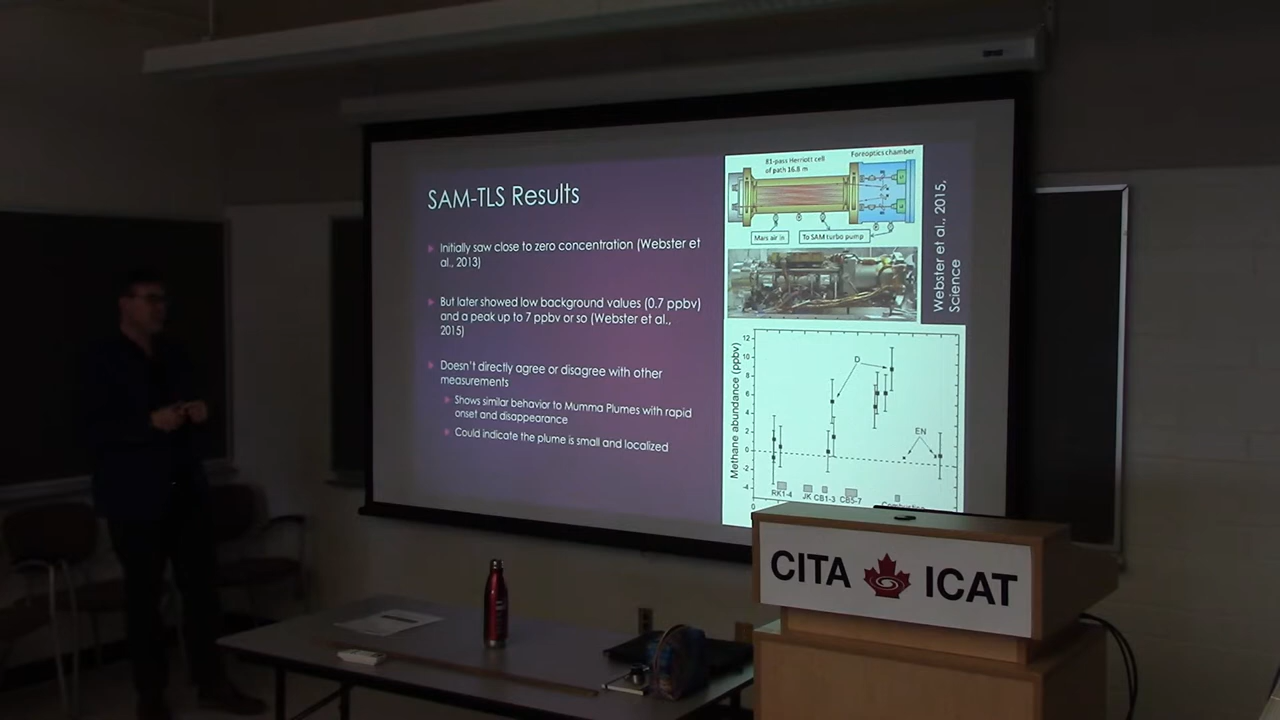 SAM-TLS Results
Initially saw close to zero concentration (Webster et
al., 2013)
But later showed low background values (0.7 ppbv)
and a peak up to 7 ppbv or so (Webster et al.,
2015)
Doesn't directly agree or disagree with other
measurements
Shows similar behavior to Mumma Plumes with rapid
onset and disappearance
Could indicate the plume is small and localized
81-pass Herriott cell
of path 16.8 m
Foreoptics chamber
Mars air in
To SAM turbo pump
Webster et al., 2015,
Science
Methane abundance (ppbv)
12
10
8
6
4
2
0
-2
-4
D
EN
RK1-4
JK
CB1-3
CB5-7
0
CITA ICAT